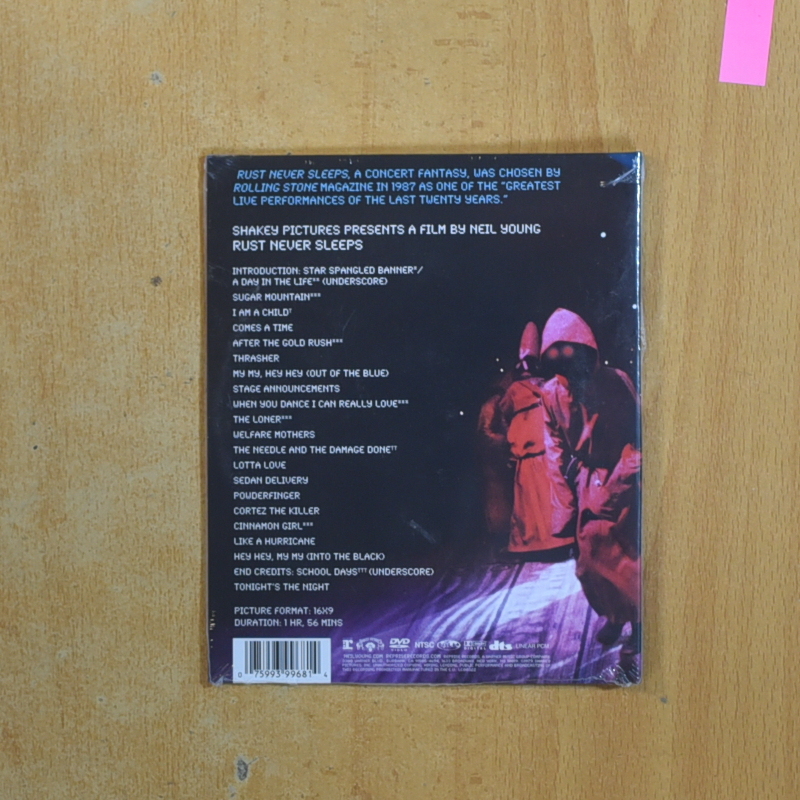 RUST NEVER SLEEPS, A CONCERT FANTASY, WAS CHOSEN BY
ROLLING STONE MAGAZINE IN 1987 AS ONE OF THE "GREATEST
LIVE PERFORMANCES OF THE LAST TWENTY YEARS."
SHAKEY PICTURES PRESENTS A FILM BY NEIL YOUNG
RUST NEVER SLEEPS
INTRODUCTION: STAR SPANGLED BANNER*/
A DAY IN THE LIFE** (UNDERSCORE)
SUGAR MOUNTAIN***
I AM A CHILD†
COMES A TIME
AFTER THE GOLD RUSH***
THRASHER
MY MY, HEY HEY (OUT OF THE BLUE)
STAGE ANNOUNCEMENTS
WHEN YOU DANCE I CAN REALLY LOVE***
THE LONER***
WELFARE MOTHERS
THE NEEDLE AND THE DAMAGE DONE††
LOTTA LOVE
SEDAN DELIVERY
POWDERFINGER
CORTEZ THE KILLER
CINNAMON GIRL***
LIKE A HURRICANE
HEY HEY, MY MY (INTO THE BLACK)
END CREDITS: SCHOOL DAYS††† (UNDERSCORE)
TONIGHT'S THE NIGHT
PICTURE FORMAT: 16X9
DURATION: 1 HR, 56 MINS
DVD NTSC dts LINEAR PCM
0 75993 99681 4